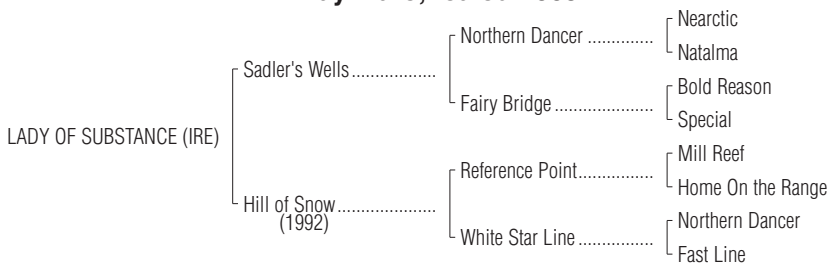 Nearctic
Northern Dancer ..............
Natalma
Sadler's Wells ..................
Bold Reason
Fairy Bridge .....................
Special
LADY OF SUBSTANCE (IRE)
Mill Reef
Reference Point................
Home On the Range
Hill of Snow .....................
(1992)
Northern Dancer
White Star Line ................
Fast Line